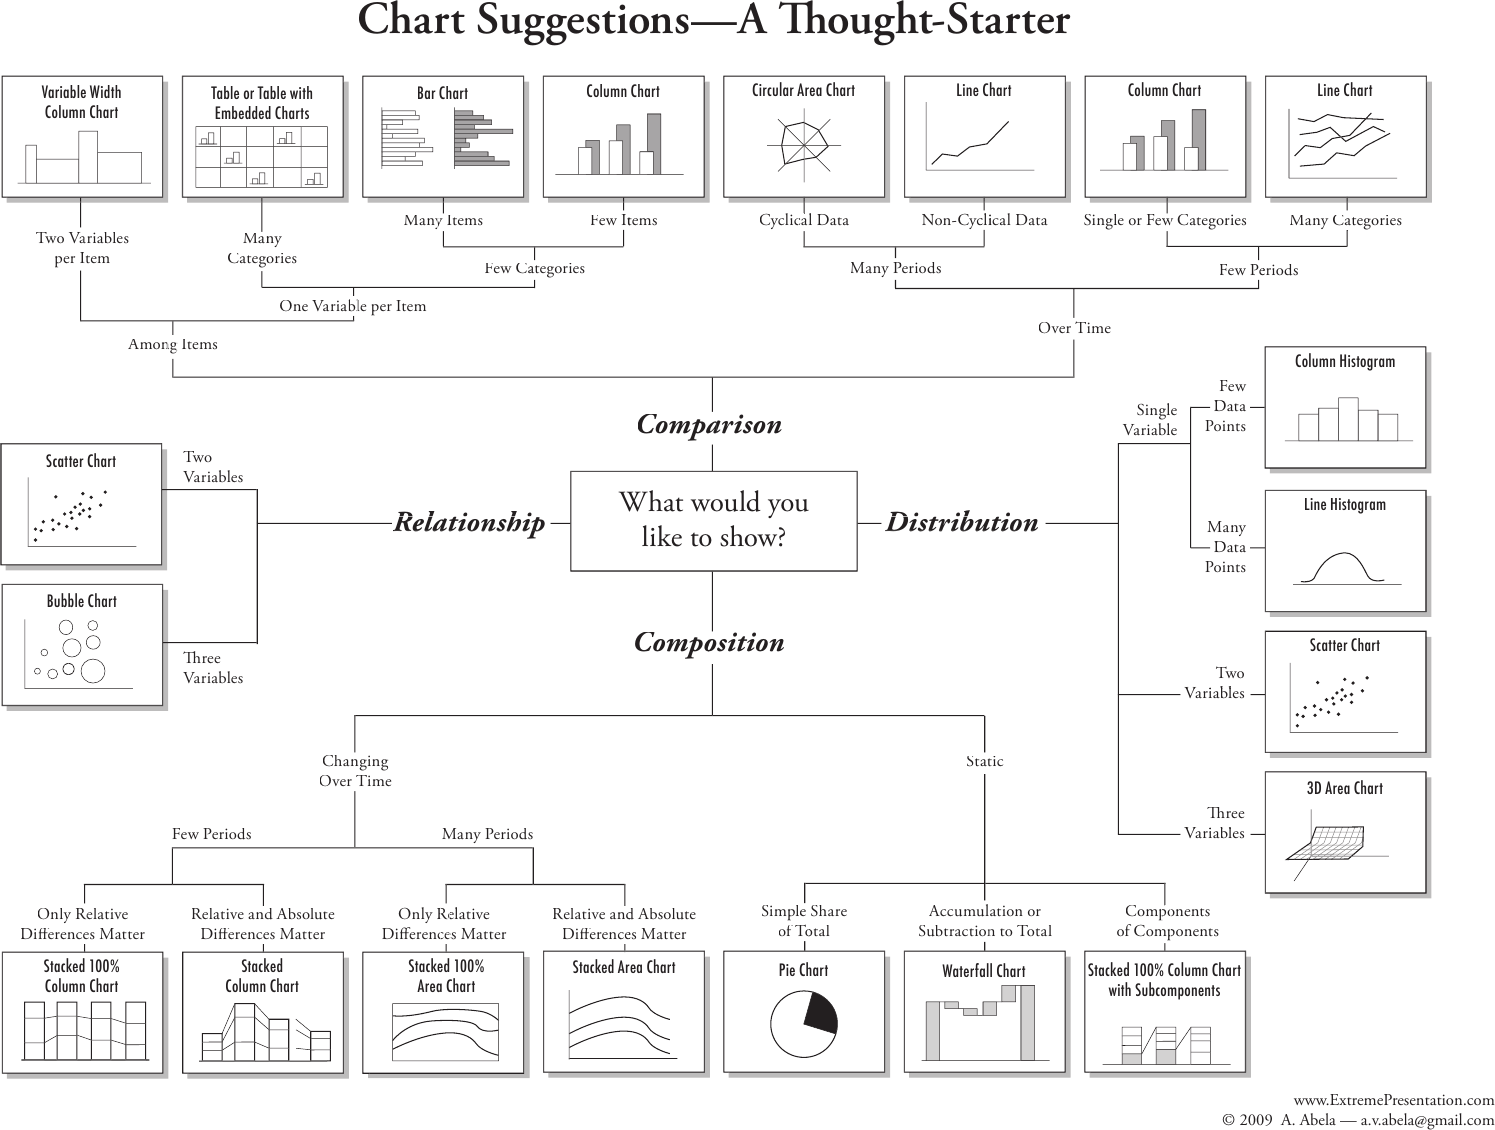 Chart Suggestions—A Thought-Starter
Variable Width
Column Chart
Table or Table with
Embedded Charts
Bar Chart
Column Chart
Circular Area Chart
Line Chart
Column Chart
Line Chart
Two Variables
per Item
Many
Categories
Many Items
Few Items
Cyclical Data
Non-Cyclical Data
Single or Few Categories
Many Categories
Few Categories
Many Periods
Few Periods
One Variable per Item
Among Items
Over Time
Comparison
What would you
like to show?
Relationship
Two
Variables
Scatter Chart
Three
Variables
Bubble Chart
Distribution
Single
Variable
Few
Data
Points
Column Histogram
Many
Data
Points
Line Histogram
Two
Variables
Scatter Chart
Three
Variables
3D Area Chart
Composition
Changing
Over Time
Static
Few Periods
Many Periods
Only Relative
Differences Matter
Relative and Absolute
Differences Matter
Only Relative
Differences Matter
Relative and Absolute
Differences Matter
Simple Share
of Total
Accumulation or
Subtraction to Total
Components
of Components
Stacked 100%
Column Chart
Stacked
Column Chart
Stacked 100%
Area Chart
Stacked Area Chart
Pie Chart
Waterfall Chart
Stacked 100% Column Chart
with Subcomponents
www.ExtremePresentation.com
© 2009 A. Abela — a.v.abela@gmail.com